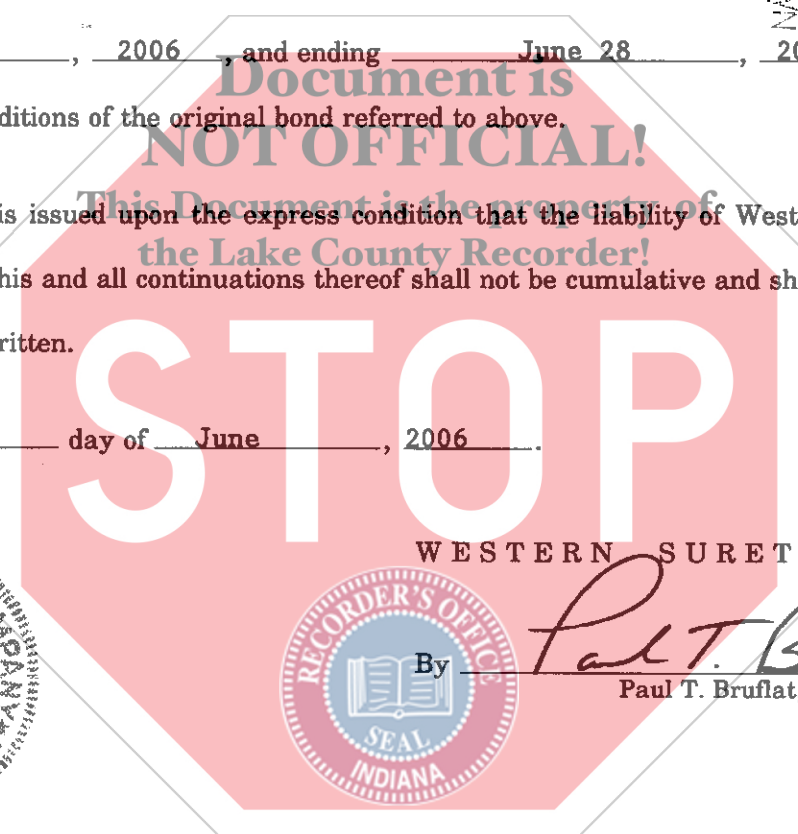 , 2006 , and ending June 28 , 20
Document is
ditions of the original bond referred to above.
NOT OFFICIAL!
This Document is the property of
is issued upon the express condition that the liability of West
the Lake County Recorder!
his and all continuations thereof shall not be cumulative and sh
ritten.
STOP
day of June , 2006 .
WESTERN SURET
RECORDER'S OFFICE
SEAL
INDIANA
By Paul T. B
Paul T. Bruflat